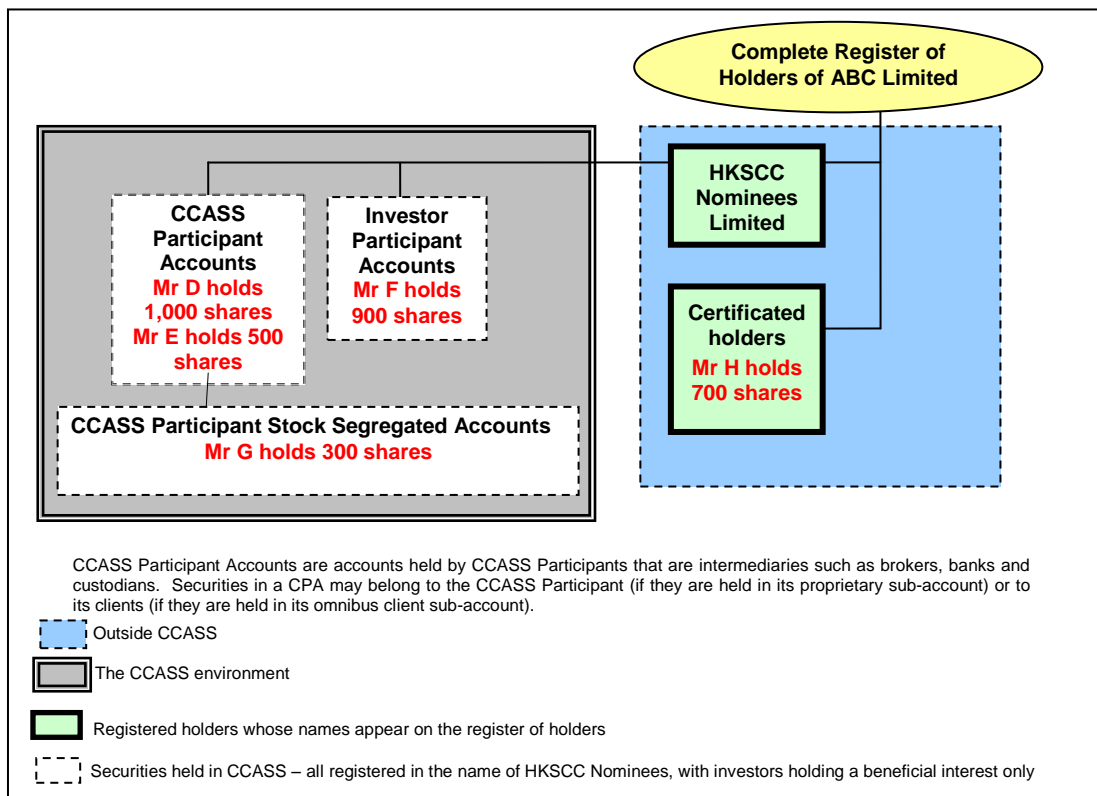 Complete Register of
Holders of ABC Limited
HKSCC
Nominees
Limited
CCASS
Participant
Accounts
Mr D holds
1,000 shares
Mr E holds 500
shares
Investor
Participant
Accounts
Mr F holds
900 shares
Certificated
holders
Mr H holds
700 shares
CCASS Participant Stock Segregated Accounts
Mr G holds 300 shares
CCASS Participant Accounts are accounts held by CCASS Participants that are intermediaries such as brokers, banks and
custodians. Securities in a CPA may belong to the CCASS Participant (if they are held in its proprietary sub-account) or to
its clients (if they are held in its omnibus client sub-account).
Outside CCASS
The CCASS environment
Registered holders whose names appear on the register of holders
Securities held in CCASS – all registered in the name of HKSCC Nominees, with investors holding a beneficial interest only